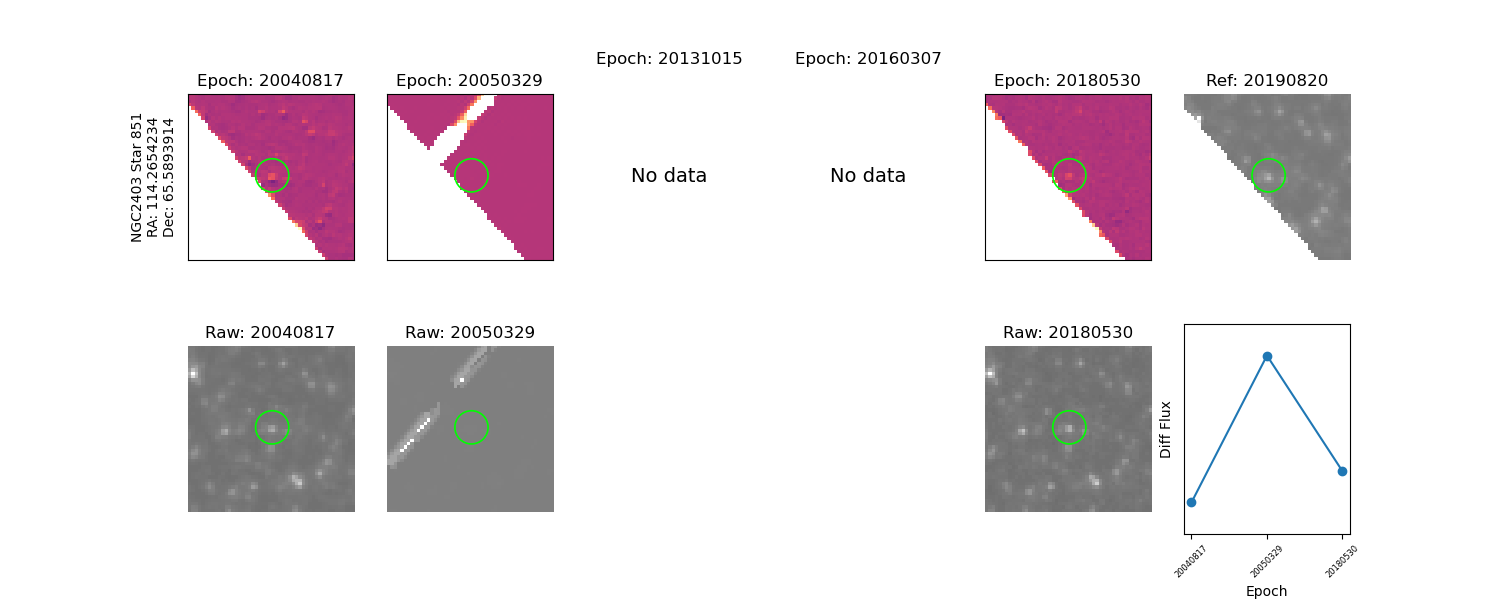 Epoch: 20131015
Epoch: 20160307
Epoch: 20040817
Epoch: 20050329
Epoch: 20180530
Ref: 20190820
NGC2403 Star 851
RA: 114.2654234
Dec: 65.5893914
No data
No data
Raw: 20040817
Raw: 20050329
Raw: 20180530
Diff Flux
20040817
20050329
20180530
Epoch